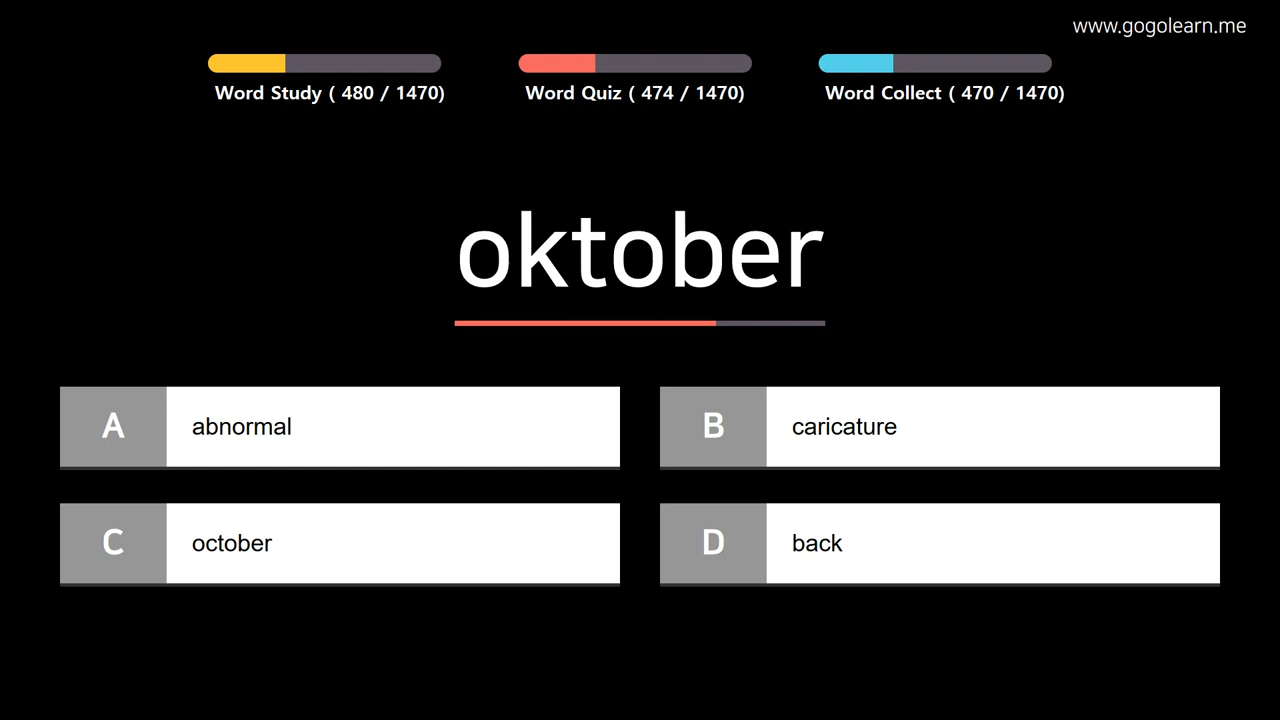 www.gogolearn.me
Word Study ( 480 / 1470)
Word Quiz ( 474 / 1470)
Word Collect ( 470 / 1470)
oktober
A abnormal
B caricature
C october
D back